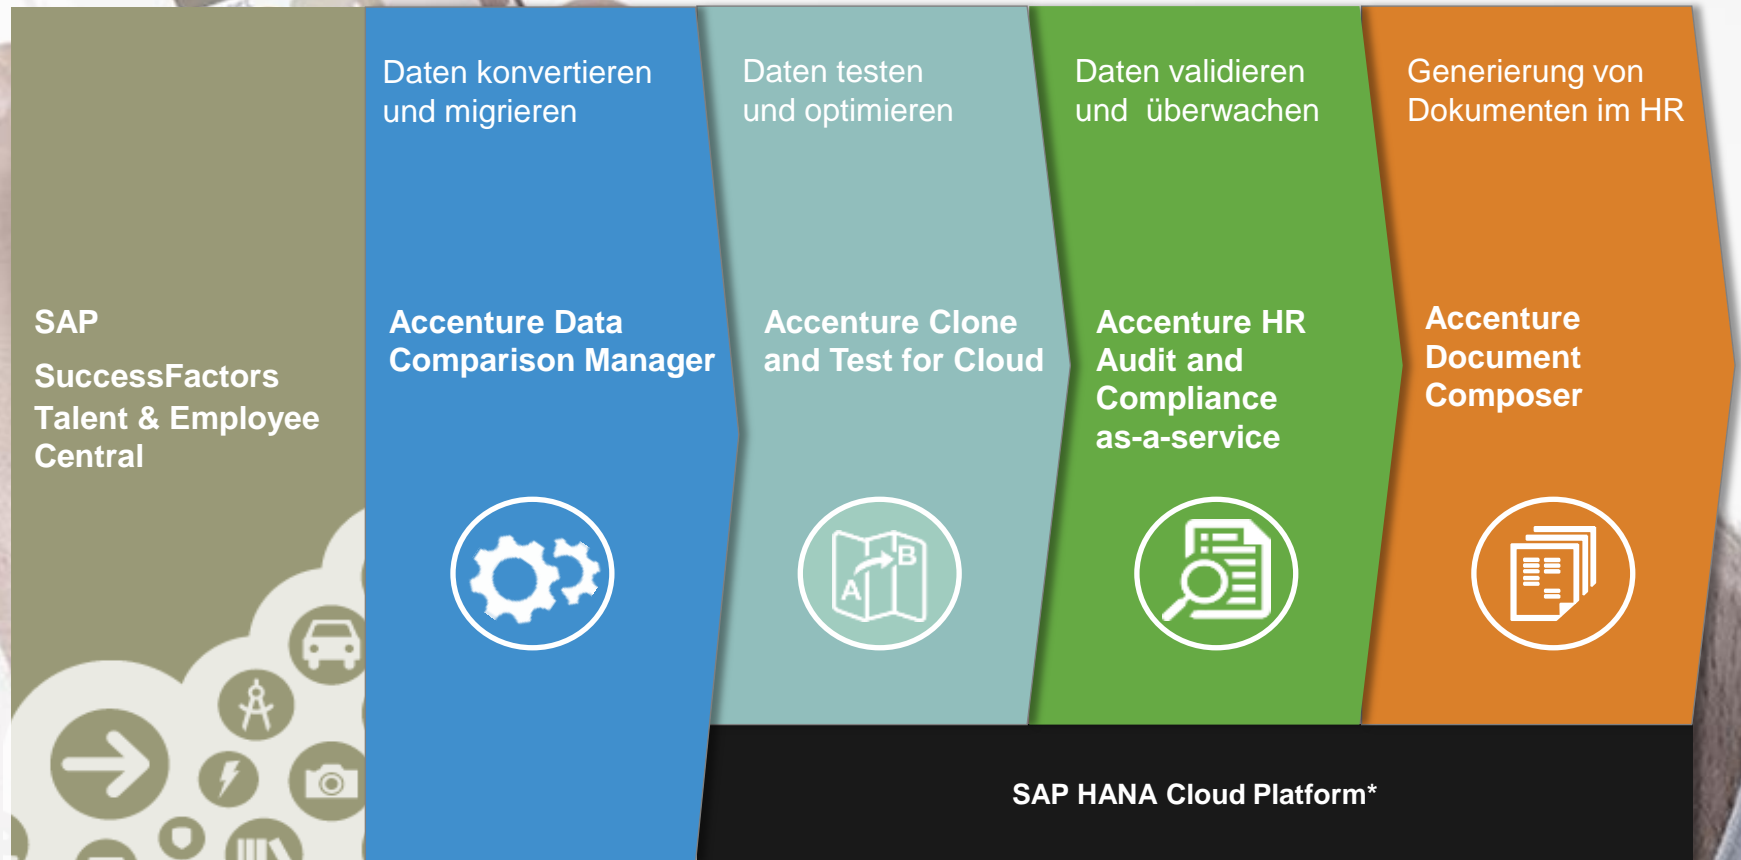 SAP
SuccessFactors
Talent & Employee
Central
Daten konvertieren
und migrieren
Accenture Data
Comparison Manager
Daten testen
und optimieren
Accenture Clone
and Test for Cloud
A
B
Daten validieren
und überwachen
Accenture HR
Audit and
Compliance
as-a-service
Generierung von
Dokumenten im HR
Accenture
Document
Composer
SAP HANA Cloud Platform*